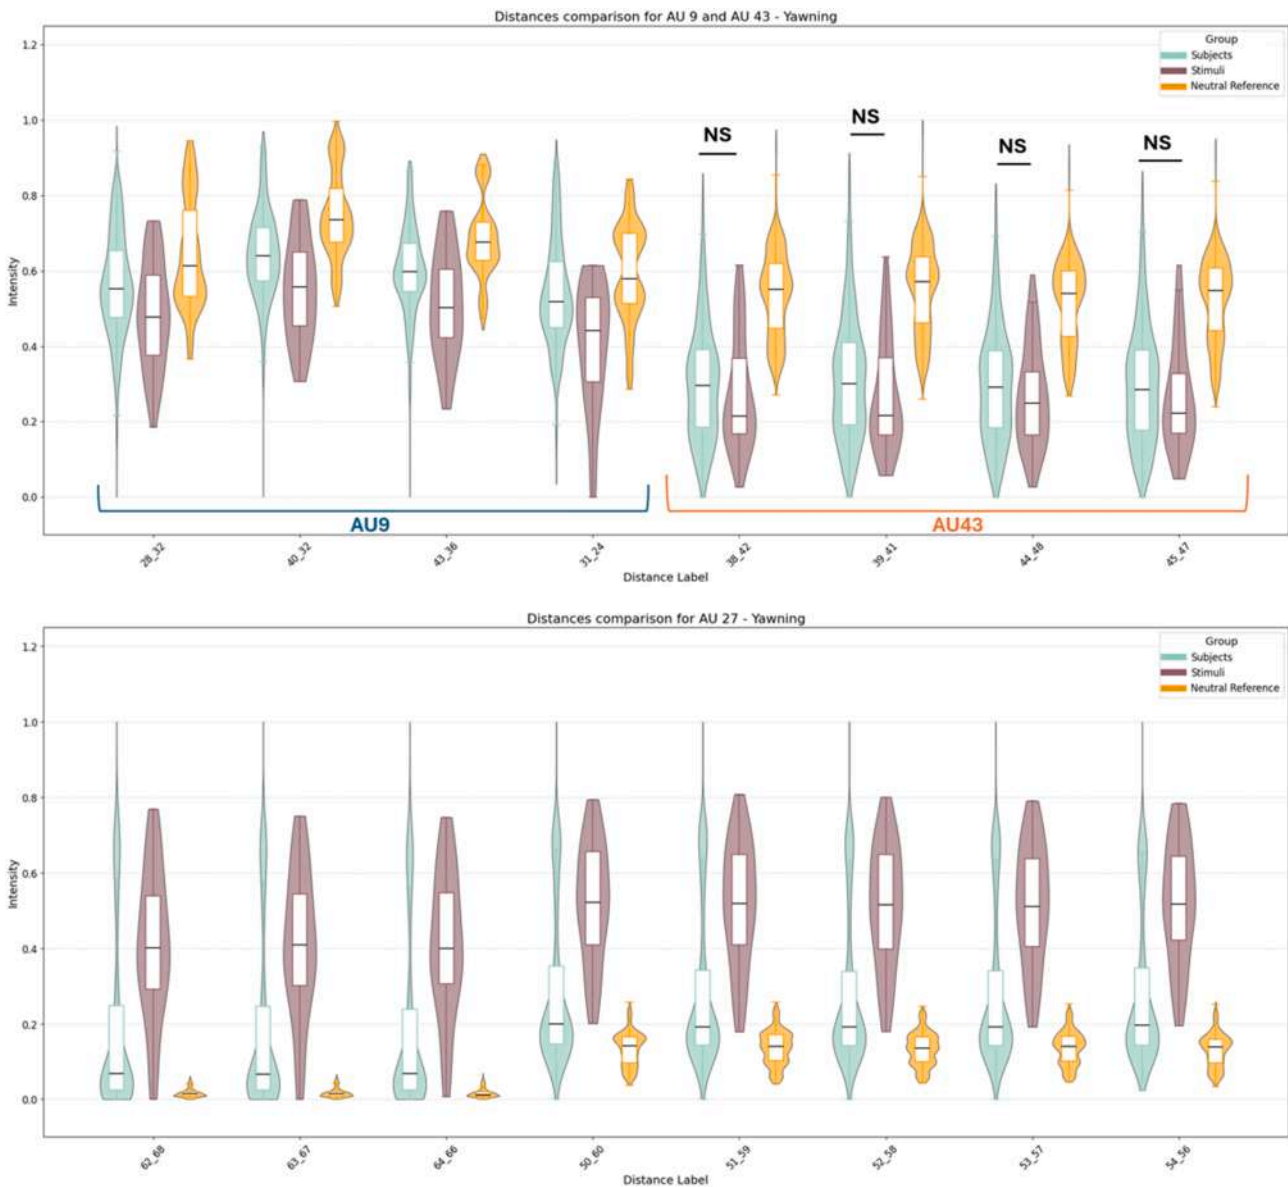 Distances comparison for AU 9 and AU 43 - Yawning
Group
Subjects
Stimuli
Neutral Reference
1.2
1.0
0.8
0.6
0.4
0.2
0.0
Intensity
NS
NS
NS
NS
AU9
AU43
28_32
40_32
43_36
31_24
38_42
39_41
44_48
45_47
Distance Label
Distances comparison for AU 27 - Yawning
Group
Subjects
Stimuli
Neutral Reference
1.2
1.0
0.8
0.6
0.4
0.2
0.0
Intensity
62_68
63_67
64_66
50_60
51_59
52_58
53_57
54_56
Distance Label